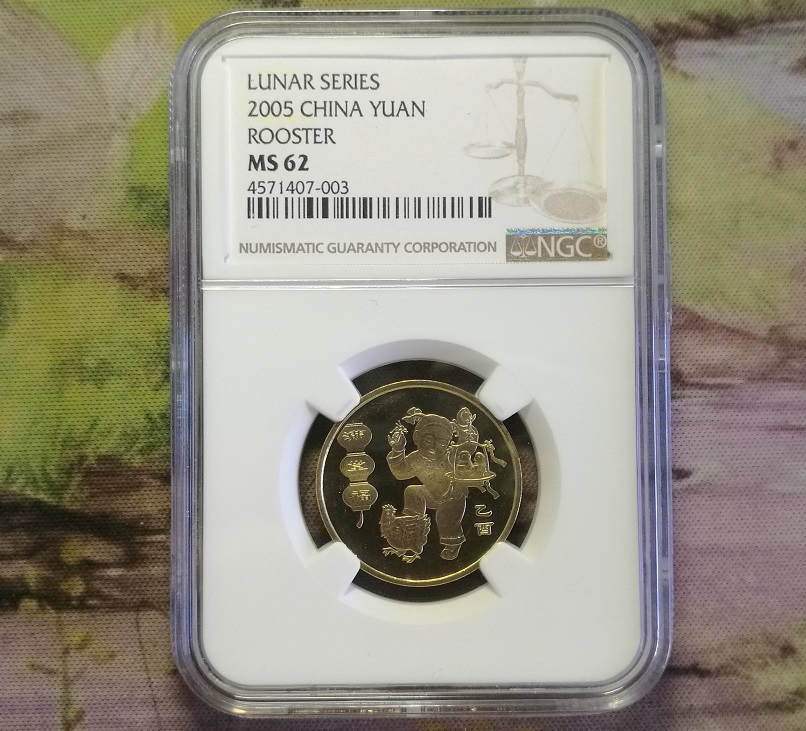 LUNAR SERIES
2005 CHINA YUAN
ROOSTER
MS 62
4571407-003
NUMISMATIC GUARANTY CORPORATION
NGC®
乙酉